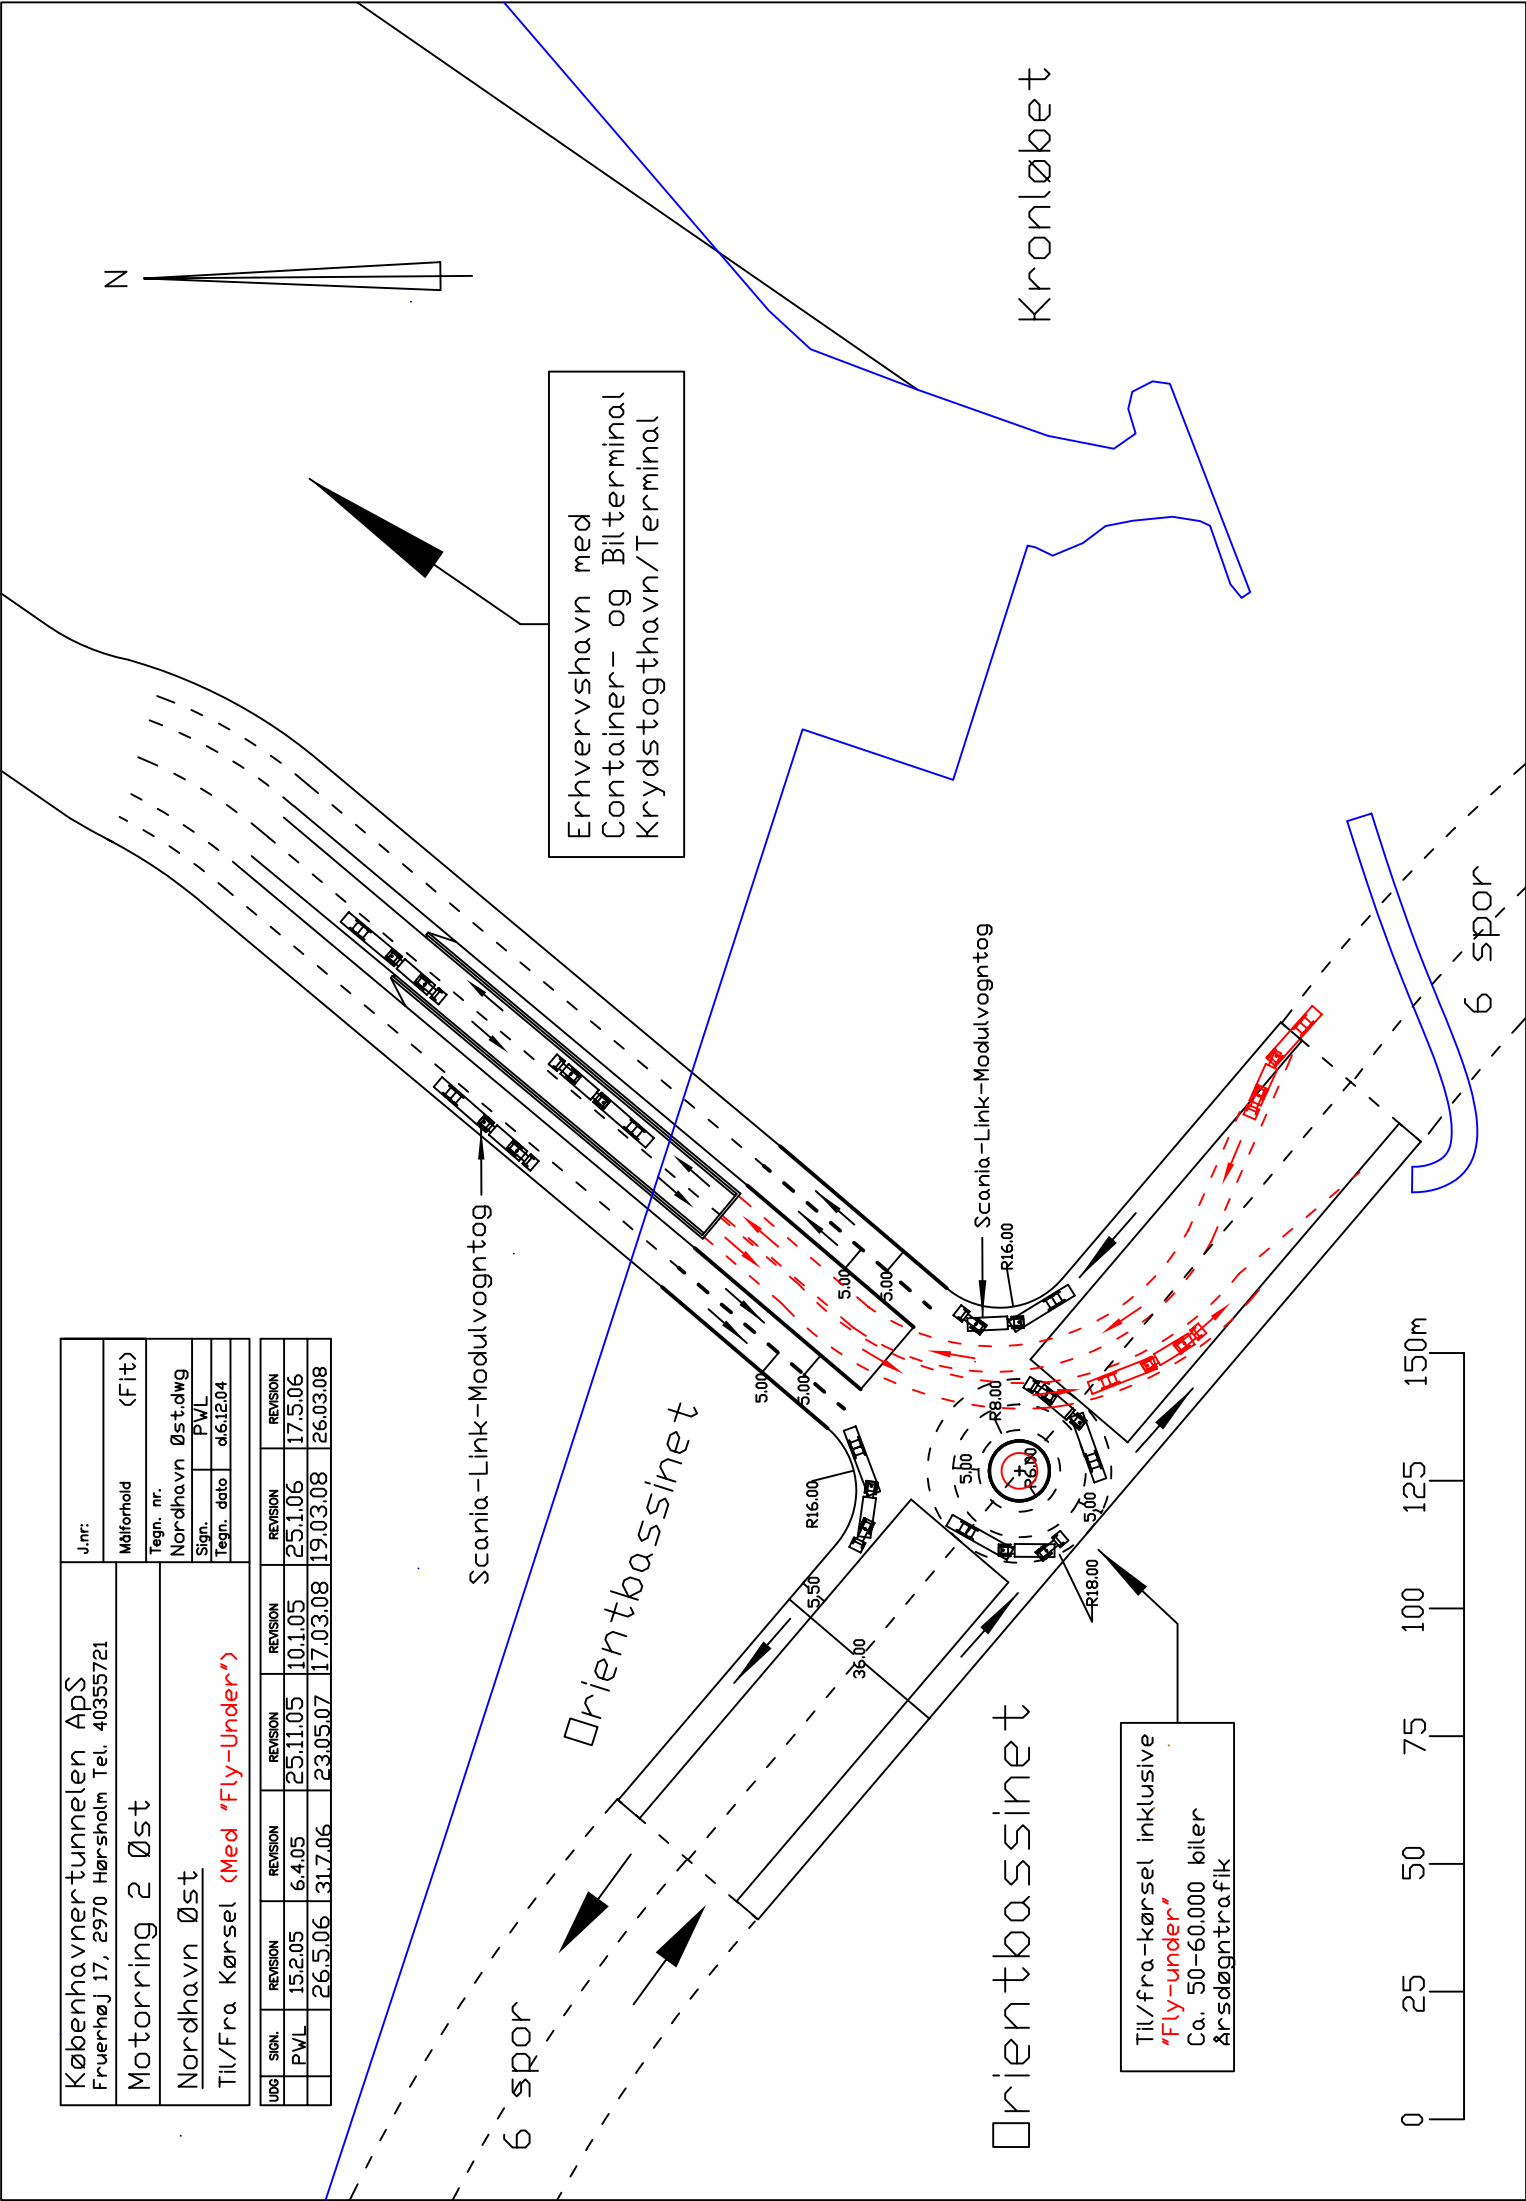 Københavnertunnelen ApS
Fruerhøj 17, 2970 Hørsholm Tel. 40355721
Motorring 2 Øst
Nordhavn Øst
Til/Fra Kørsel (Med "Fly-Under")
J.nr:
Målforhold (Fit)
Tegn. nr.
Nordhavn Øst.dwg
Sign. PWL
Tegn. dato d.6.12.04
UDG SIGN. REVISION REVISION REVISION REVISION REVISION REVISION
PWL 15.2.05 6.4.05 25.11.05 10.1.05 25.1.06 17.5.06
26.5.06 31.7.06 23.05.07 17.03.08 19.03.08 26.03.08
N
Scania-Link-Modulvogntog
Erhvervshavn med
Container- og Bilterminal
Krydstogthavn/Terminal
Kronløbet
Orientbassinet
6 spor
Scania-Link-Modulvogntog
R16.00
5.00
5.00
5.00
5.00
R16.00
5.50
36.00
R8.00
5.00
R6.00
5.00
R18.00
Orientbassinet
Til/fra-kørsel inklusive
"Fly-under"
Ca. 50-60.000 biler
Årsdøgntrafik
6 spor
0 25 50 75 100 125 150m